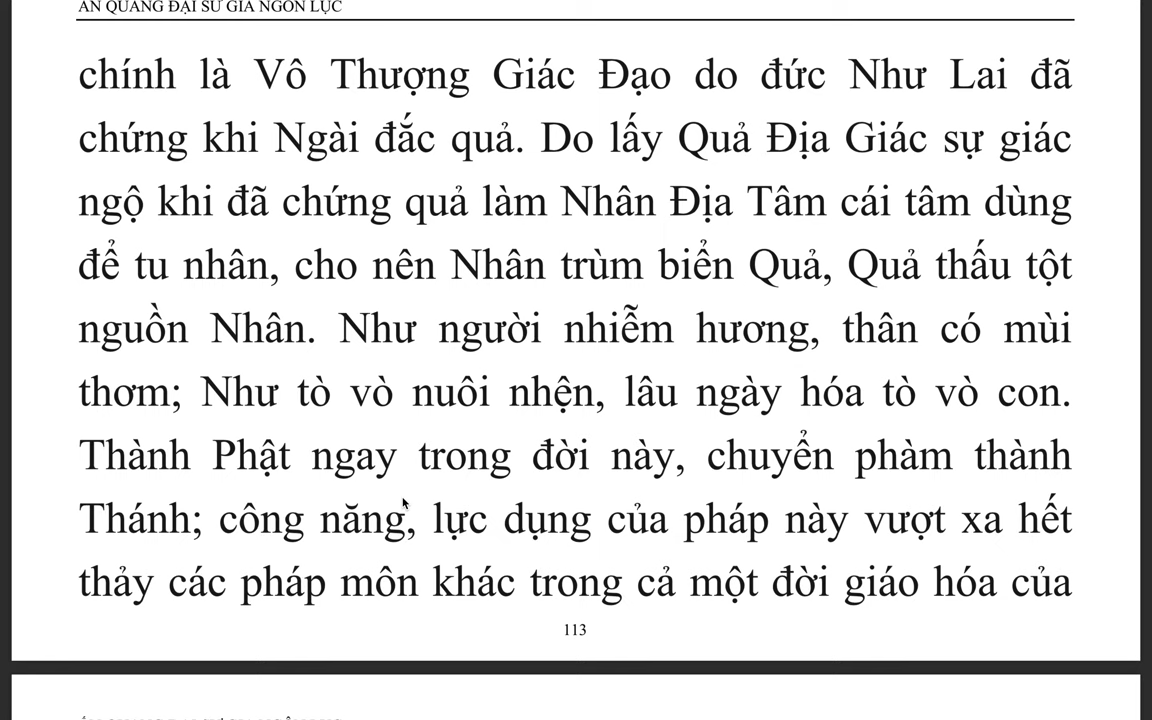 ẤN QUANG ĐẠI SƯ GIA NGÔN LỤC
chính là Vô Thượng Giác Đạo do đức Như Lai đã
chứng khi Ngài đắc quả. Do lấy Quả Địa Giác sự giác
ngộ khi đã chứng quả làm Nhân Địa Tâm cái tâm dùng
để tu nhân, cho nên Nhân trùm biển Quả, Quả thấu tột
nguồn Nhân. Như người nhiễm hương, thân có mùi
thơm; Như tò vò nuôi nhện, lâu ngày hóa tò vò con.
Thành Phật ngay trong đời này, chuyển phàm thành
Thánh; công năng, lực dụng của pháp này vượt xa hết
thảy các pháp môn khác trong cả một đời giáo hóa của
113